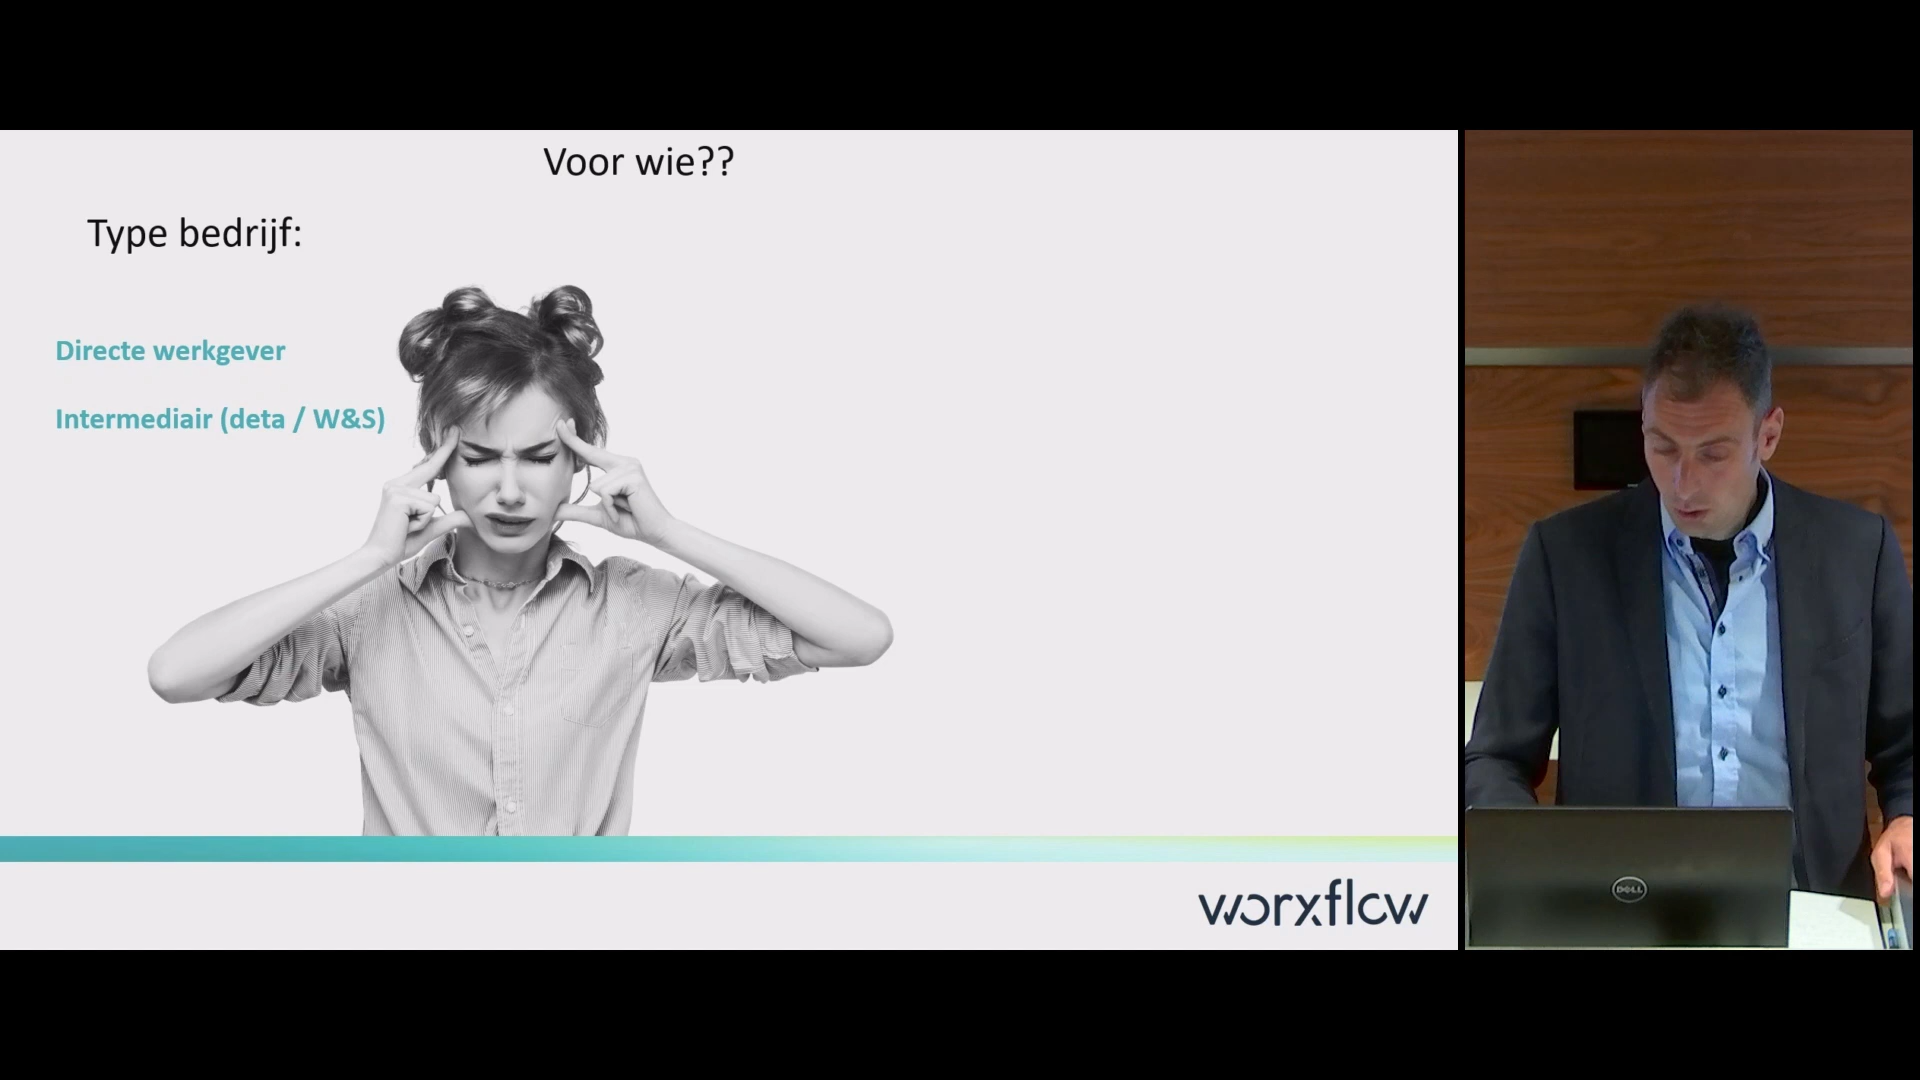 Voor wie??
Type bedrijf:
Directe werkgever
Intermediair (deta / W&S)
worxflow
DELL